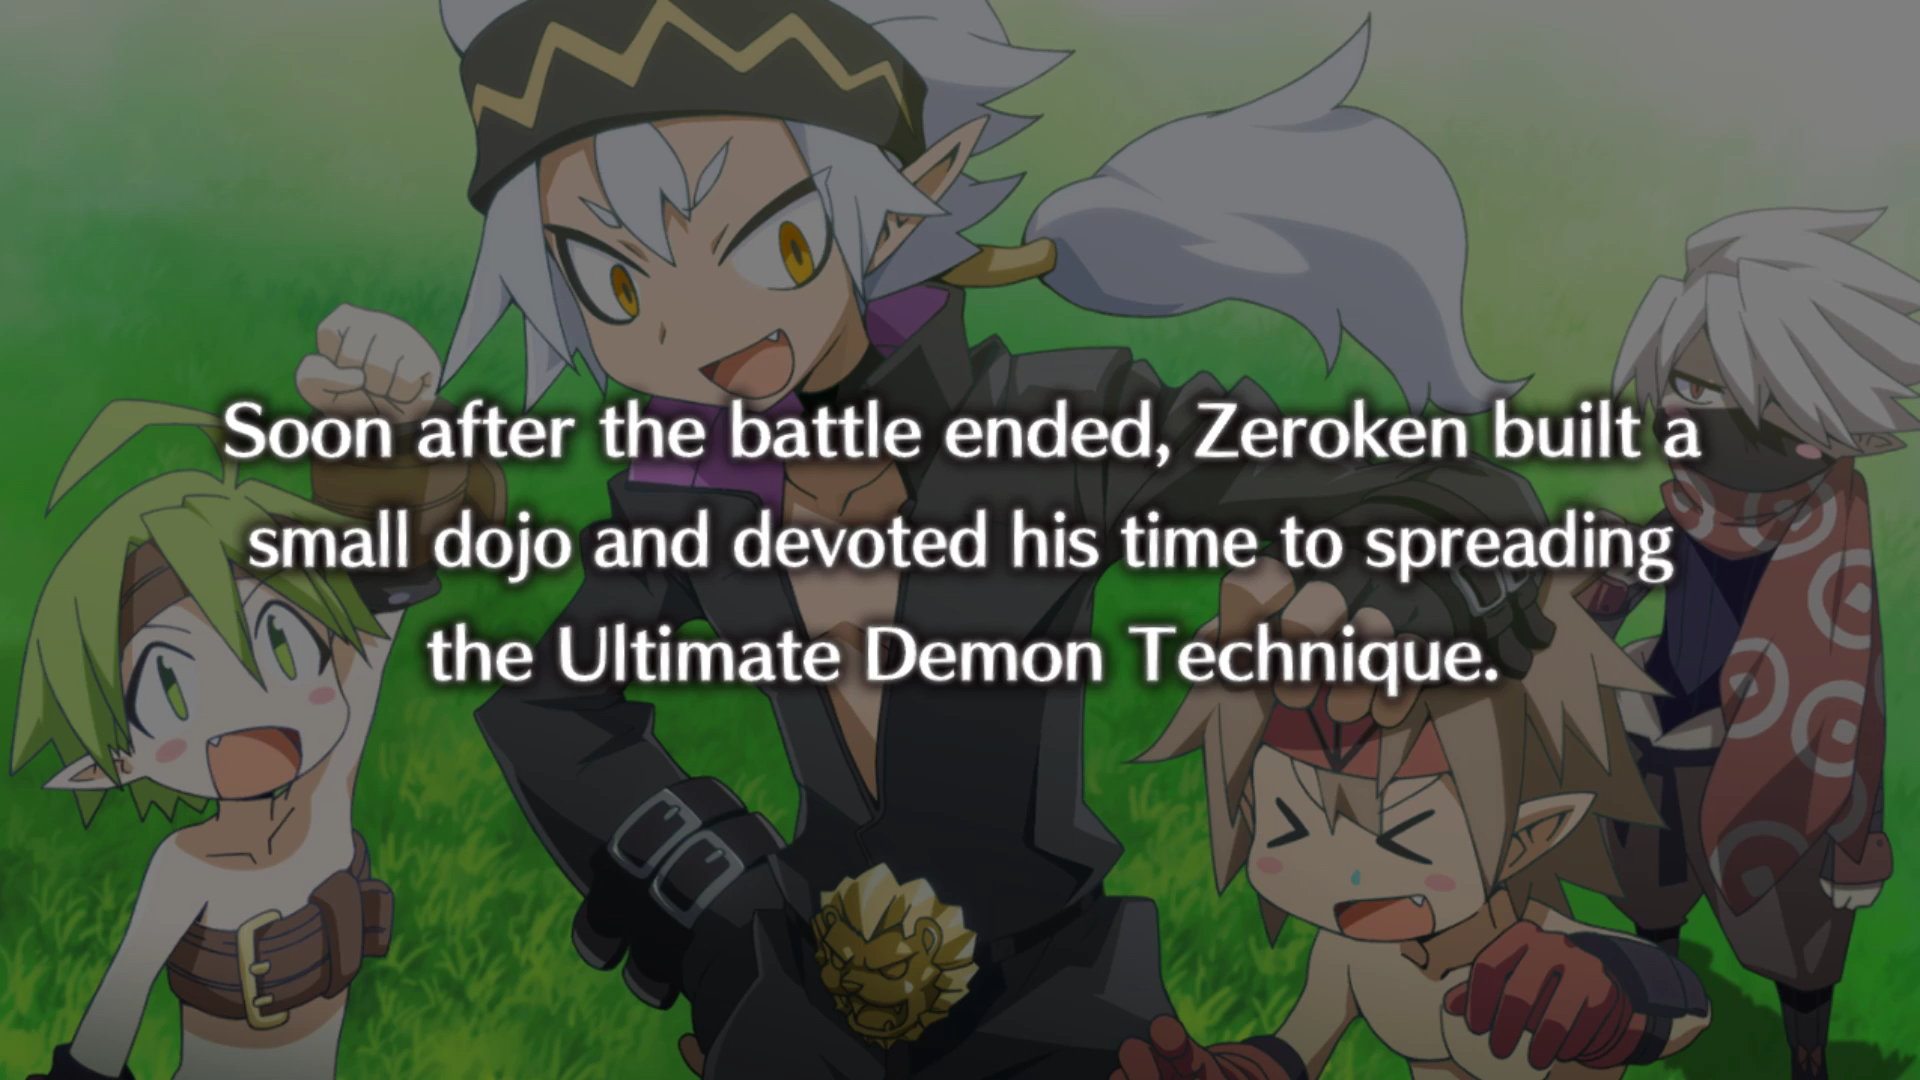 Soon after the battle ended, Zeroken built a
small dojo and devoted his time to spreading
the Ultimate Demon Technique.